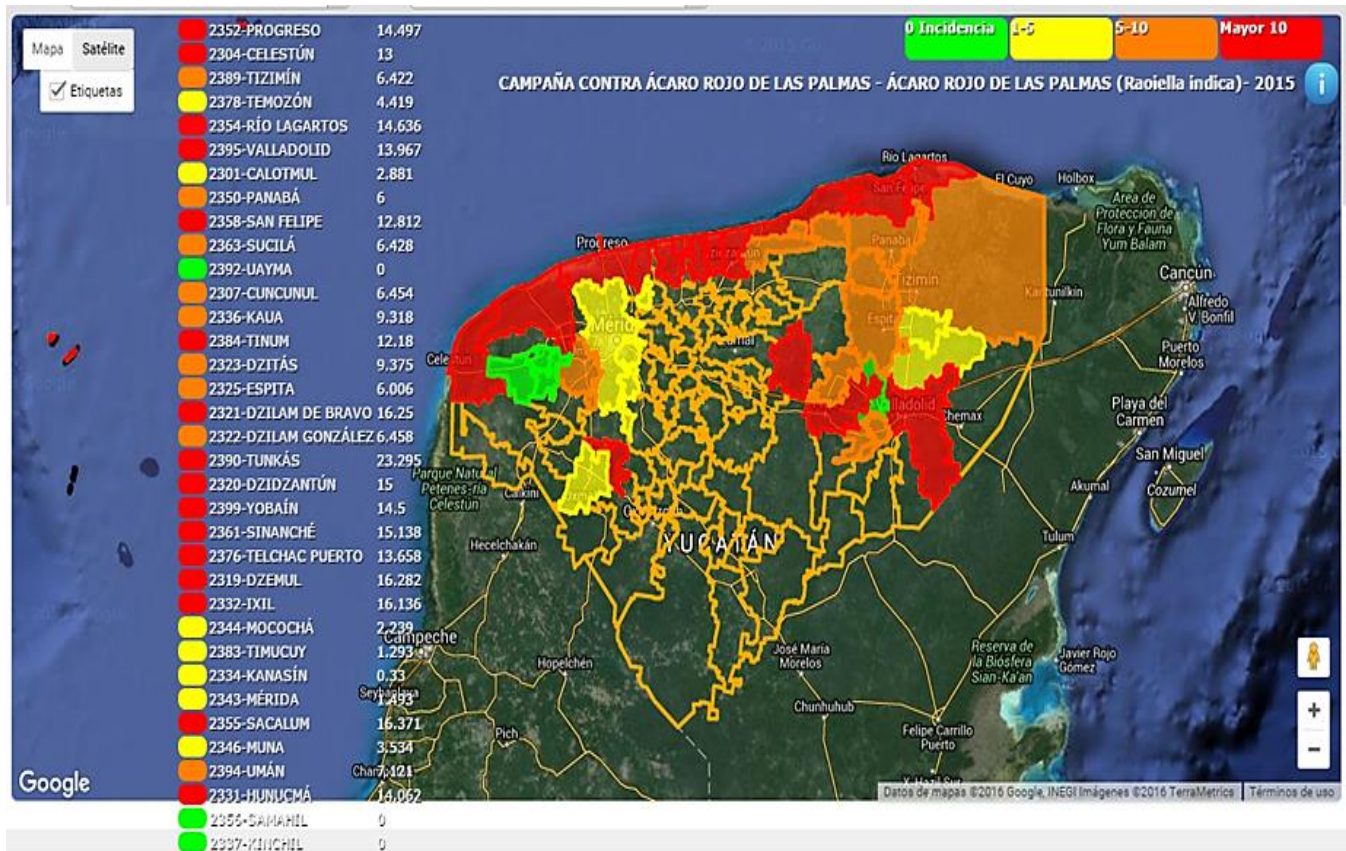 Mapa Satélite
Etiquetas
0 Incidencia 1-5 5-10 Mayor 10
CAMPAÑA CONTRA ÁCARO ROJO DE LAS PALMAS - ÁCARO ROJO DE LAS PALMAS (Raoiella indica)- 2015
2352-PROGRESO 14.497
2304-CELESTÚN 13
2389-TIZIMÍN 6.422
2378-TEMOZÓN 4.419
2354-RÍO LAGARTOS 14.636
2395-VALLADOLID 13.967
2301-CALOTMUL 2.881
2350-PANABÁ 6
2358-SAN FELIPE 12.812
2363-SUCILÁ 6.428
2392-UAYMA 0
2307-CUNCUNUL 6.454
2336-KAUA 9.318
2384-TINUM 12.18
2323-DZITÁS 9.375
2325-ESPITA 6.006
2321-DZILAM DE BRAVO 16.25
2322-DZILAM GONZÁLEZ 6.458
2390-TUNKÁS 23.295
2320-DZIDZANTÚN 15
2399-YOBAÍN 14.5
2361-SINANCHÉ 15.138
2376-TELCHAC PUERTO 13.658
2319-DZEMUL 16.282
2332-IXIL 16.136
2344-MOCOCHÁ 2.239
2383-TIMUCUY 1.293
2334-KANASÍN 0.33
2343-MÉRIDA 1.493
2355-SACALUM 16.371
2346-MUNA 3.534
2394-UMÁN 7.121
2331-HUNUCMÁ 14.062
2356-SAMAHIL 0
2337-KINCHIL 0
Río Lagartos
San Felipe
El Cuyo
Holbox
Area de
Protección de
Flora y Fauna
Yum Balam
Progreso
Panabá
Tizimín
Cancún
Kantunilkín
Alfredo
V. Bonfil
Mérid
Espita
Puerto
Morelos
Celestún
Valladolid
Chemax
Playa del
Carmen
San Miguel
Cozumel
Parque Natural
Petenes-ría
Celestún
Calkiní
Akumal
Hecelchakán
YUCATÁN
Tulum
Campeche
Hopelchén
José María
Morelos
Reserva de
la Biósfera
Sian-Ka'an
Javier Rojo
Gómez
Seybaplaya
Chunhuhub
Pich
Felipe Carrillo
Puerto
Google
Datos de mapas ©2016 Google, INEGI Imágenes ©2016 TerraMetrics
Términos de uso